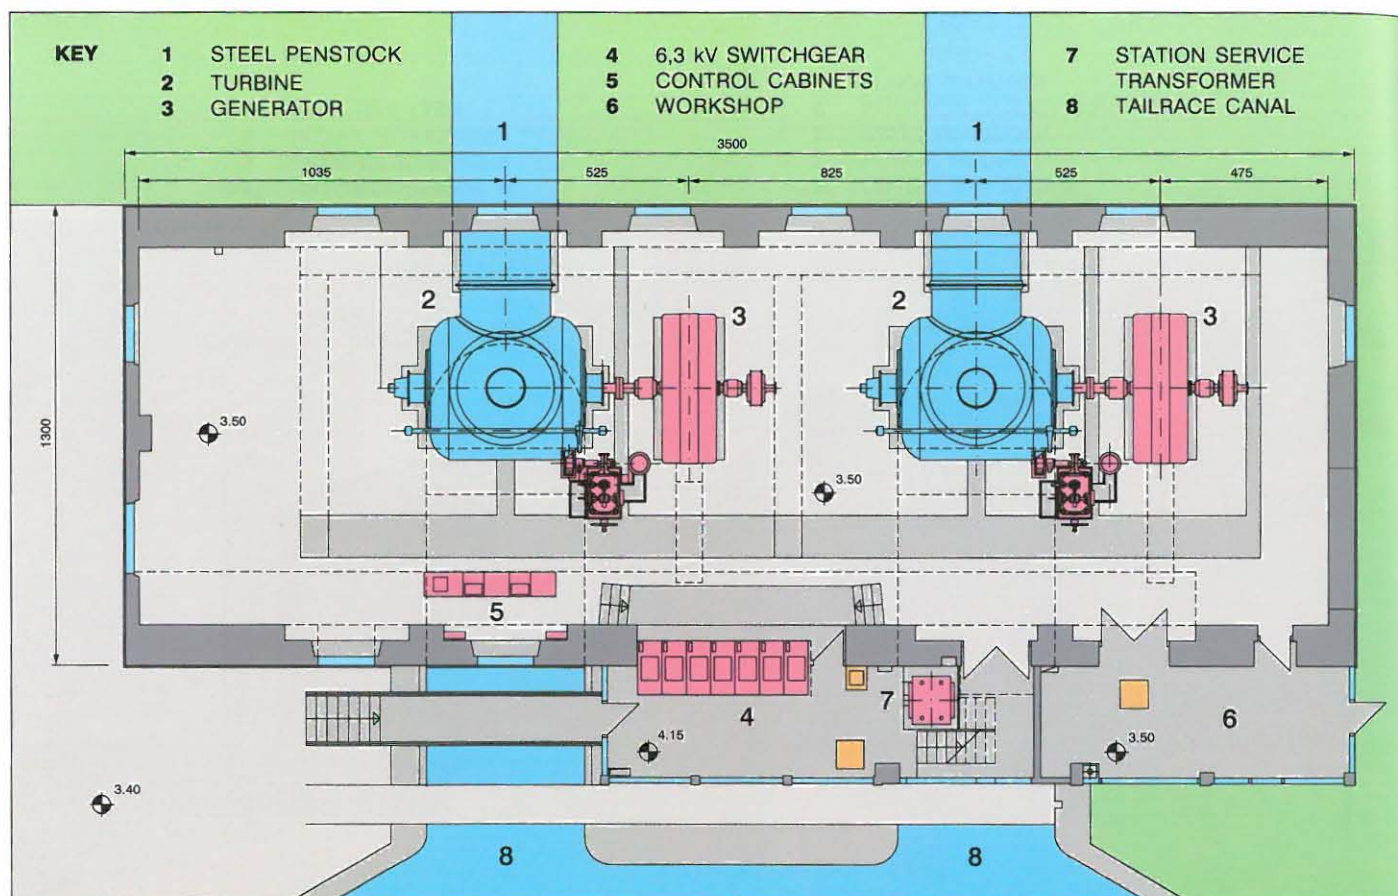 KEY
1 STEEL PENSTOCK
2 TURBINE
3 GENERATOR
4 6,3 kV SWITCHGEAR
5 CONTROL CABINETS
6 WORKSHOP
7 STATION SERVICE
TRANSFORMER
8 TAILRACE CANAL
1 1
3500
1035 525 825 525 475
2 3 2 3
1300
3.50
3.50
5
4
7
6
4.15
3.50
3.40
8 8